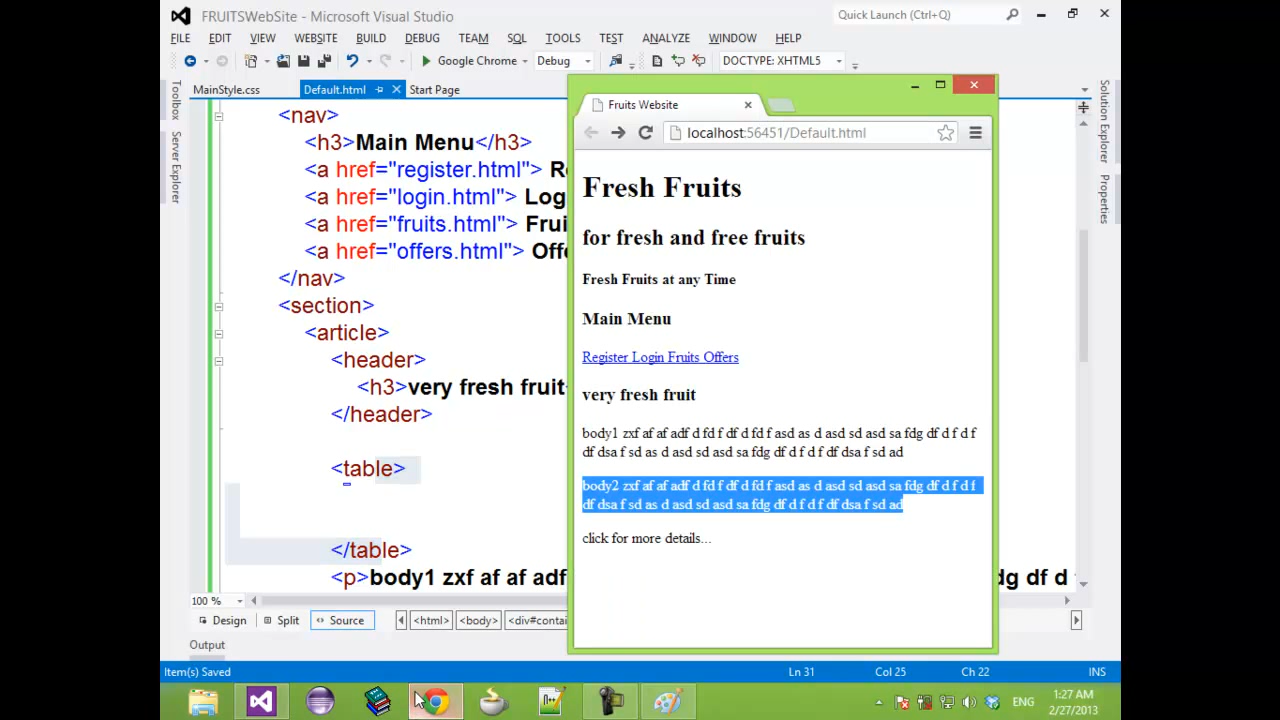 FRUITSWebSite - Microsoft Visual Studio
Quick Launch (Ctrl+Q)
FILE EDIT VIEW WEBSITE BUILD DEBUG TEAM SQL TOOLS TEST ANALYZE WINDOW HELP
Google Chrome Debug DOCTYPE: XHTML5
MainStyle.css Default.html Start Page
Toolbox
Server Explorer
<nav>
<h3>Main Menu</h3>
<a href="register.html">
<a href="login.html"> Log
<a href="fruits.html"> Frui
<a href="offers.html"> Offe
</nav>
<section>
<article>
<header>
<h3>very fresh fruit
</header>
<table>
</table>
<p>body1 zxf af af adf
dg df d
Fruits Website
localhost:56451/Default.html
Fresh Fruits
for fresh and free fruits
Fresh Fruits at any Time
Main Menu
Register Login Fruits Offers
very fresh fruit
body1 zxf af af adf d fd f df d fd f asd as d asd sd asd sa fdg df d f d f
df dsa f sd as d asd sd asd sa fdg df d f d f df dsa f sd ad
body2 zxf af af adf d fd f df d fd f asd as d asd sd asd sa fdg df d f d f
df dsa f sd as d asd sd asd sa fdg df d f d f df dsa f sd ad
click for more details...
Solution Explorer
Properties
100 %
Design Split Source <html> <body> <div#contai
Output
Item(s) Saved Ln 31 Col 25 Ch 22 INS
ENG
1:27 AM
2/27/2013